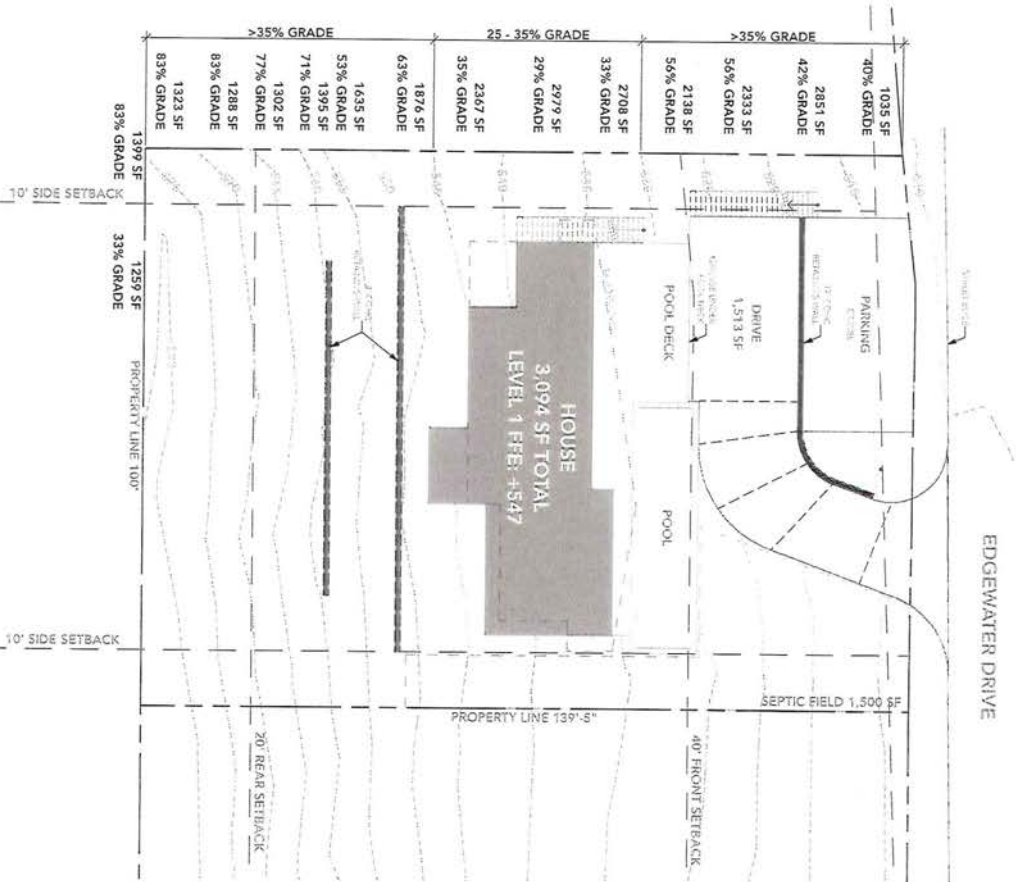 >35% GRADE
25 - 35% GRADE
>35% GRADE
1035 SF
40% GRADE
2851 SF
42% GRADE
2333 SF
56% GRADE
2138 SF
56% GRADE
2708 SF
33% GRADE
2979 SF
29% GRADE
2367 SF
35% GRADE
1876 SF
63% GRADE
1635 SF
53% GRADE
1395 SF
71% GRADE
1302 SF
77% GRADE
1288 SF
83% GRADE
1323 SF
83% GRADE
1399 SF
83% GRADE
1259 SF
33% GRADE
10' SIDE SETBACK
PROPERTY LINE 100'
10' SIDE SETBACK
PARKING
RETAINING WALL
DRIVE
1,513 SF
POOL DECK
POOL
HOUSE
3,094 SF TOTAL
LEVEL 1 FFE: +547
EDGEWATER DRIVE
SEPTIC FIELD 1,500 SF
PROPERTY LINE 139'-5"
20' REAR SETBACK
40' FRONT SETBACK